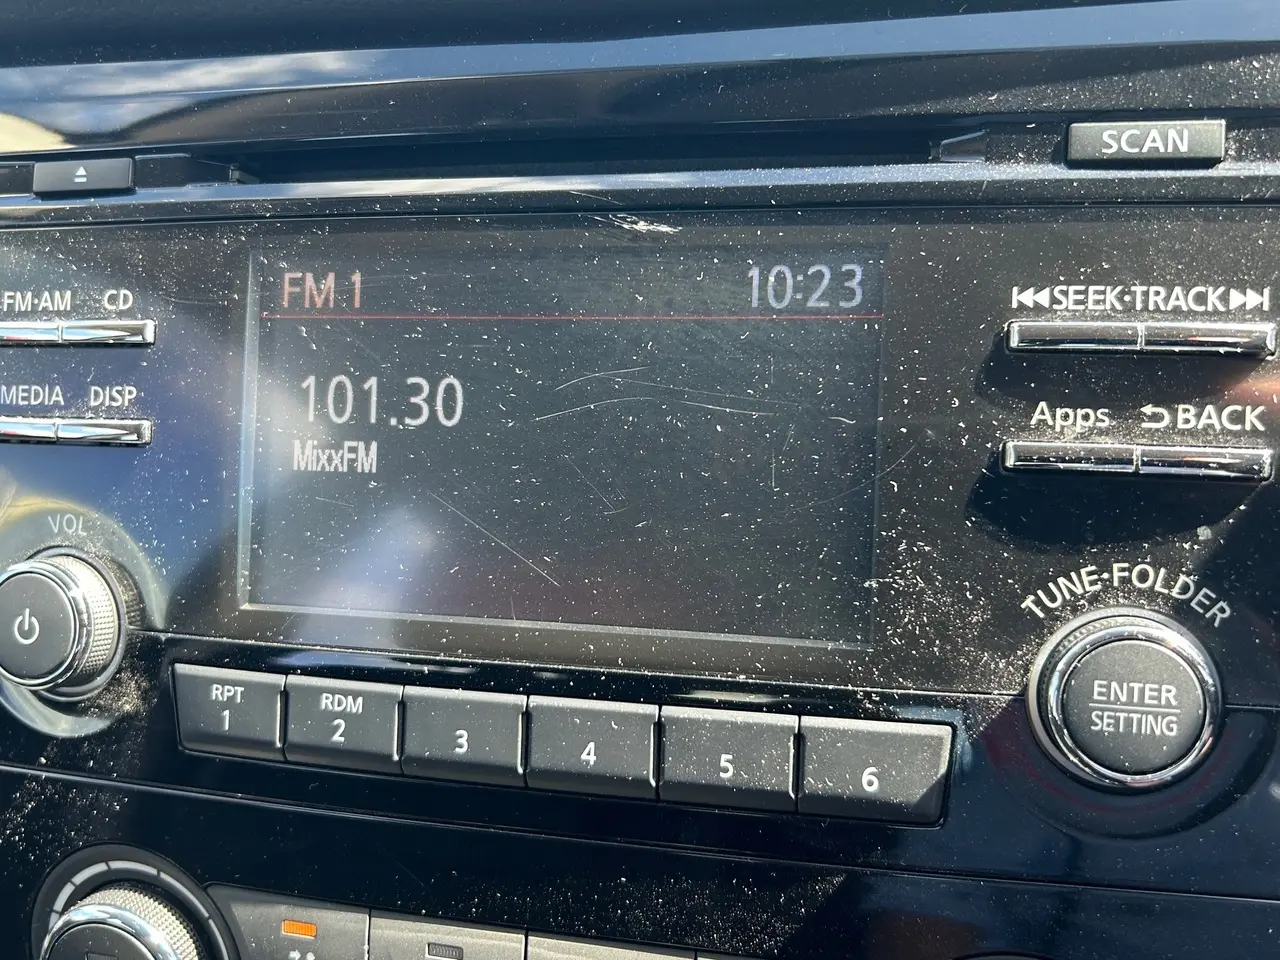 SCAN
FM·AM CD
FM 1 10:23
SEEK·TRACK
MEDIA DISP
101.30
Apps BACK
MixxFM
VOL
TUNE·FOLDER
RPT
1
RDM
2
3
4
5
6
ENTER
SETTING